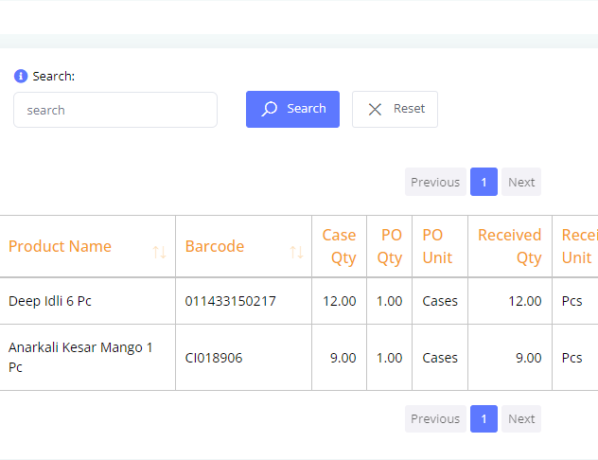 Search:
search
Search
Reset
Previous 1 Next
Product Name Barcode Case Qty PO Qty PO Unit Received Qty Recei Unit
Deep Idli 6 Pc 011433150217 12.00 1.00 Cases 12.00 Pcs
Anarkali Kesar Mango 1
Pc CI018906 9.00 1.00 Cases 9.00 Pcs
Previous 1 Next